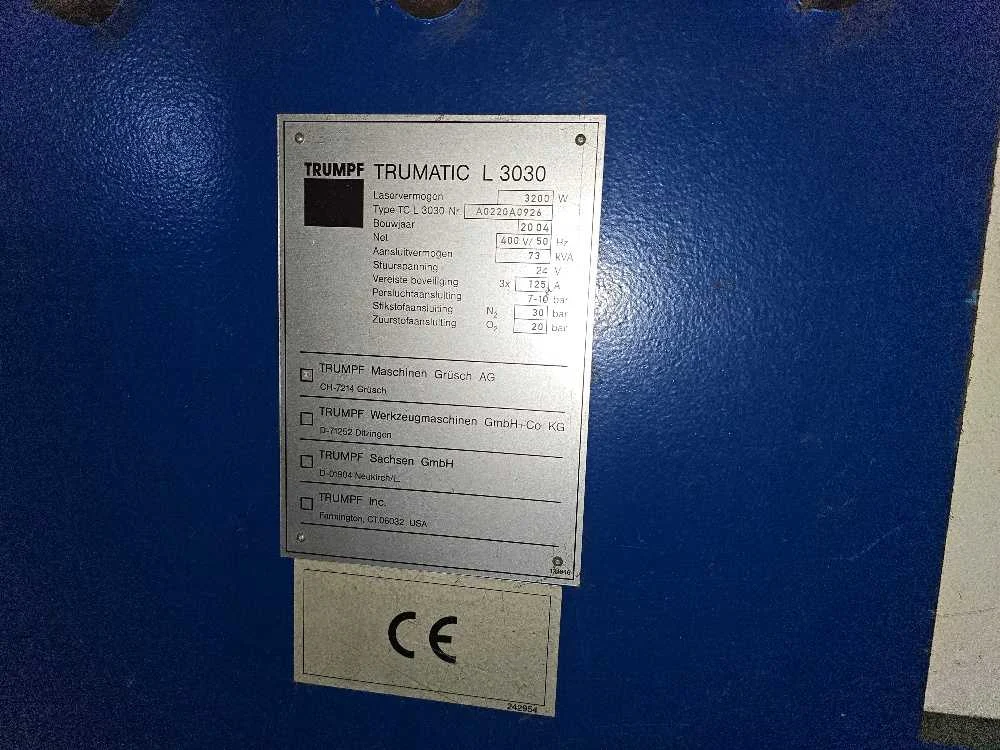 TRUMPF TRUMATIC L 3030
Laservermogen 3200 W
Type TC L 3030 Nr A0220A0926
Bouwjaar 2004
Net 400 V/50 Hz
Aansluitvermogen 73 kVA
Stuurspanning 24 V
Vereiste beveiliging 3x 125 A
Persluchtaansluiting 7-10 bar
Stikstofaansluiting N2 30 bar
Zuurstofaansluiting O2 20 bar
TRUMPF Maschinen Grüsch AG
CH-7214 Grüsch
TRUMPF Werkzeugmaschinen GmbH+Co KG
D-71252 Ditzingen
TRUMPF Sachsen GmbH
D-01904 Neukirch/L.
TRUMPF Inc.
Farmington, CT.06032 USA
CE
242954